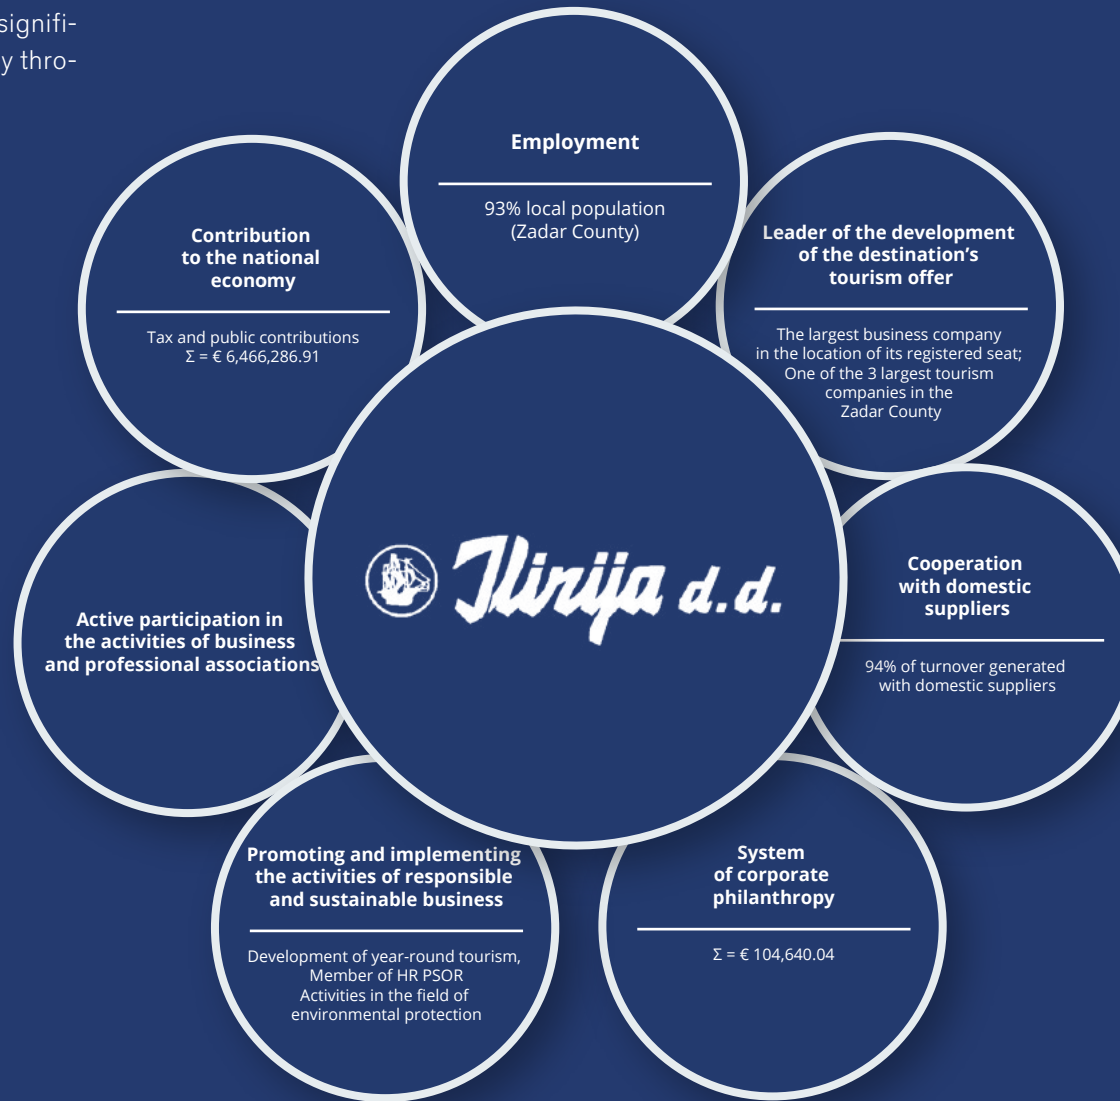 signifi-
y thro-
Employment
93% local population
(Zadar County)
Contribution
to the national
economy
Tax and public contributions
Σ = € 6,466,286.91
Leader of the development
of the destination’s
tourism offer
The largest business company
in the location of its registered seat;
One of the 3 largest tourism
companies in the
Zadar County
Ilirija d.d.
Cooperation
with domestic
suppliers
94% of turnover generated
with domestic suppliers
Active participation in
the activities of business
and professional associations
Promoting and implementing
the activities of responsible
and sustainable business
Development of year-round tourism,
Member of HR PSOR
Activities in the field of
environmental protection
System
of corporate
philanthropy
Σ = € 104,640.04